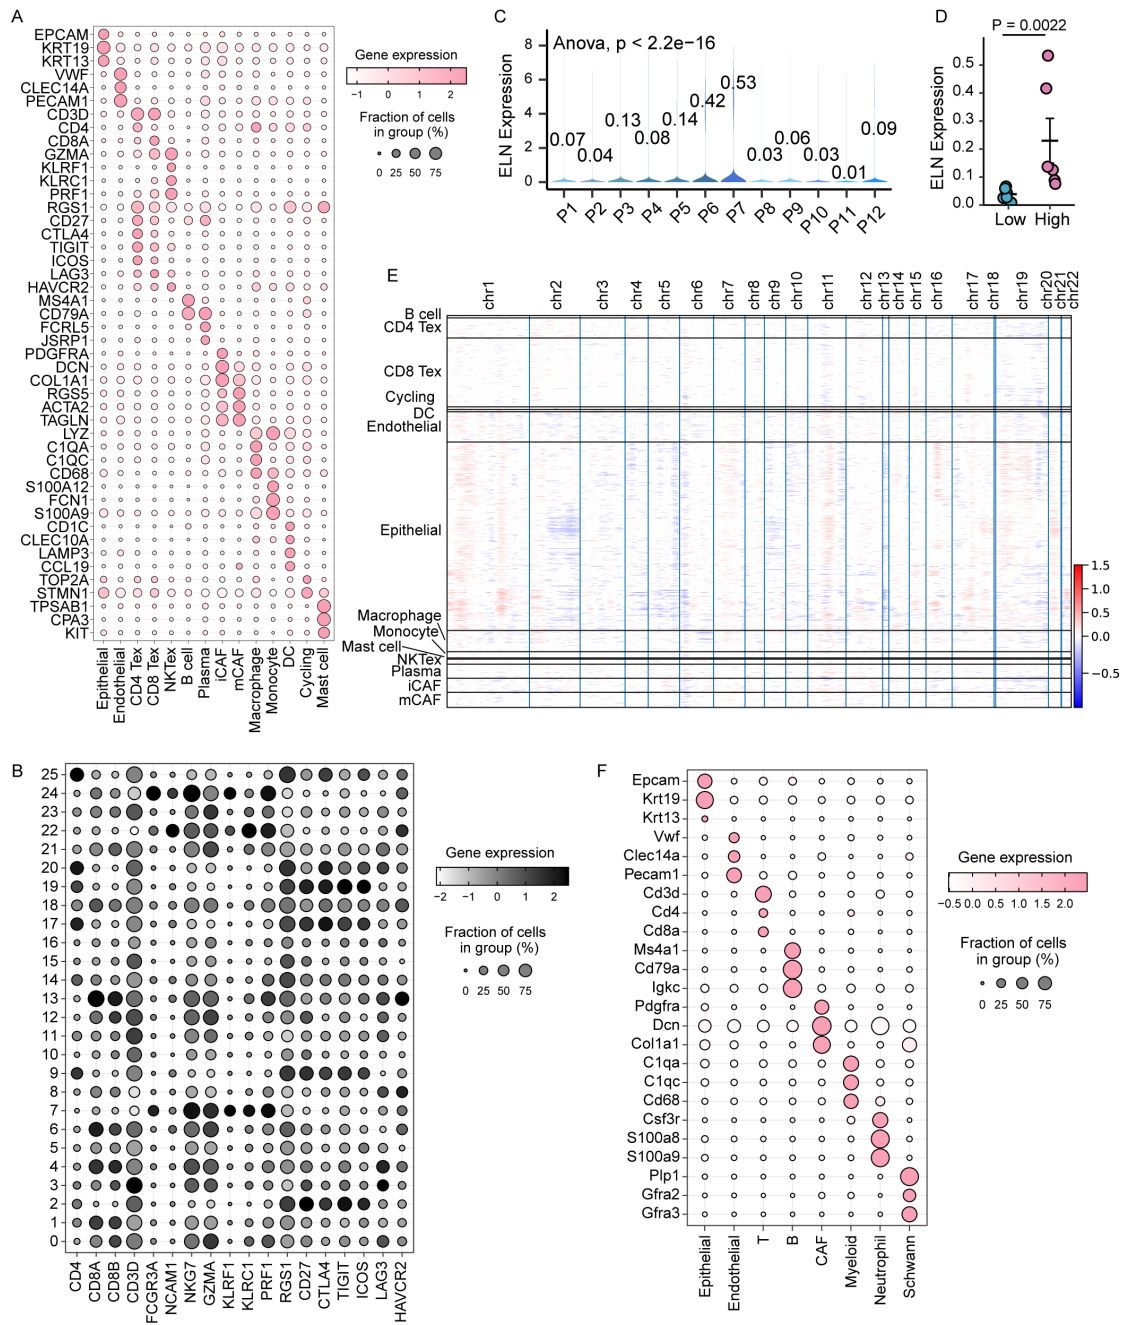 A
EPCAM
KRT19
KRT13
VWF
CLEC14A
PECAM1
CD3D
CD4
CD8A
GZMA
KLRF1
KLRC1
PRF1
RGS1
CD27
CTLA4
TIGIT
ICOS
LAG3
HAVCR2
MS4A1
CD79A
FCRL5
JSRP1
PDGFRA
DCN
COL1A1
RGS5
ACTA2
TAGLN
LYZ
C1QA
C1QC
CD68
S100A12
FCN1
S100A9
CD1C
CLEC10A
LAMP3
CCL19
TOP2A
STMN1
TPSAB1
CPA3
KIT
Epithelial
Endothelial
CD4 Tex
CD8 Tex
NKTex
B cell
Plasma
iCAF
mCAF
Macrophage
Monocyte
DC
Cycling
Mast cell
Gene expression
−1 0 1 2
Fraction of cells
in group (%)
0 25 50 75
C
ELN Expression
8
6
4
2
0
Anova, p < 2.2e−16
0.07
0.04
0.13
0.08
0.14
0.42
0.53
0.03
0.06
0.03
0.01
0.09
P1
P2
P3
P4
P5
P6
P7
P8
P9
P10
P11
P12
D
P = 0.0022
ELN Expression
0.5
0.4
0.3
0.2
0.1
0.0
Low High
E
chr1
chr2
chr3
chr4
chr5
chr6
chr7
chr8
chr9
chr10
chr11
chr12
chr13
chr14
chr15
chr16
chr17
chr18
chr19
chr20
chr21
chr22
B cell
CD4 Tex
CD8 Tex
Cycling
DC
Endothelial
Epithelial
Macrophage
Monocyte
Mast cell
NKTex
Plasma
iCAF
mCAF
1.5
1.0
0.5
0.0
−0.5
B
25
24
23
22
21
20
19
18
17
16
15
14
13
12
11
10
9
8
7
6
5
4
3
2
1
0
CD4
CD8A
CD8B
CD3D
FCGR3A
NCAM1
NKG7
GZMA
KLRF1
KLRC1
PRF1
RGS1
CD27
CTLA4
TIGIT
ICOS
LAG3
HAVCR2
Gene expression
−2 −1 0 1 2
Fraction of cells
in group (%)
0 25 50 75
F
Epcam
Krt19
Krt13
Vwf
Clec14a
Pecam1
Cd3d
Cd4
Cd8a
Ms4a1
Cd79a
Igkc
Pdgfra
Dcn
Col1a1
C1qa
C1qc
Cd68
Csf3r
S100a8
S100a9
Plp1
Gfra2
Gfra3
Epithelial
Endothelial
T
B
CAF
Myeloid
Neutrophil
Schwann
Gene expression
−0.5 0.0 0.5 1.0 1.5 2.0
Fraction of cells
in group (%)
0 25 50 75